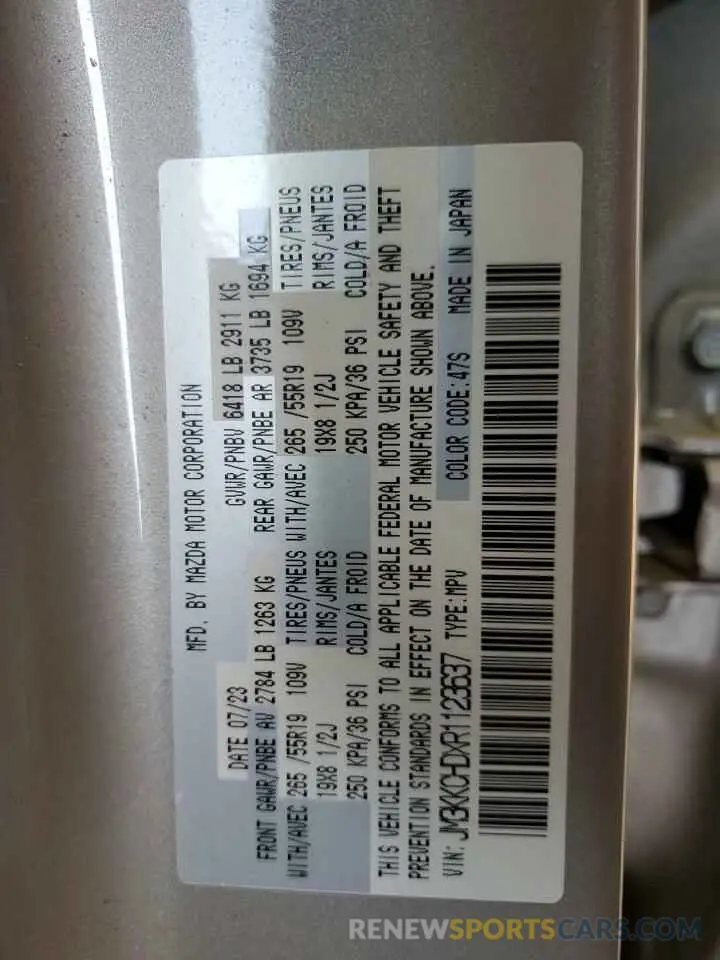 MFD. BY MAZDA MOTOR CORPORATION
DATE 07/23 GVWR/PNBV 6418 LB 2911 KG
FRONT GAWR/PNBE AV 2784 LB 1263 KG REAR GAWR/PNBE AR 3735 LB 1694 KG
WITH/AVEC 265 /55R19 109V TIRES/PNEUS WITH/AVEC 265 /55R19 109V TIRES/PNEUS
19X8 1/2J RIMS/JANTES 19X8 1/2J RIMS/JANTES
250 KPA/36 PSI COLD/A FROID 250 KPA/36 PSI COLD/A FROID
THIS VEHICLE CONFORMS TO ALL APPLICABLE FEDERAL MOTOR VEHICLE SAFETY AND THEFT
PREVENTION STANDARDS IN EFFECT ON THE DATE OF MANUFACTURE SHOWN ABOVE.
VIN: JM3KKCHDXR1123637 TYPE:MPV COLOR CODE:47S MADE IN JAPAN
RENEWSPORTSCARS.COM